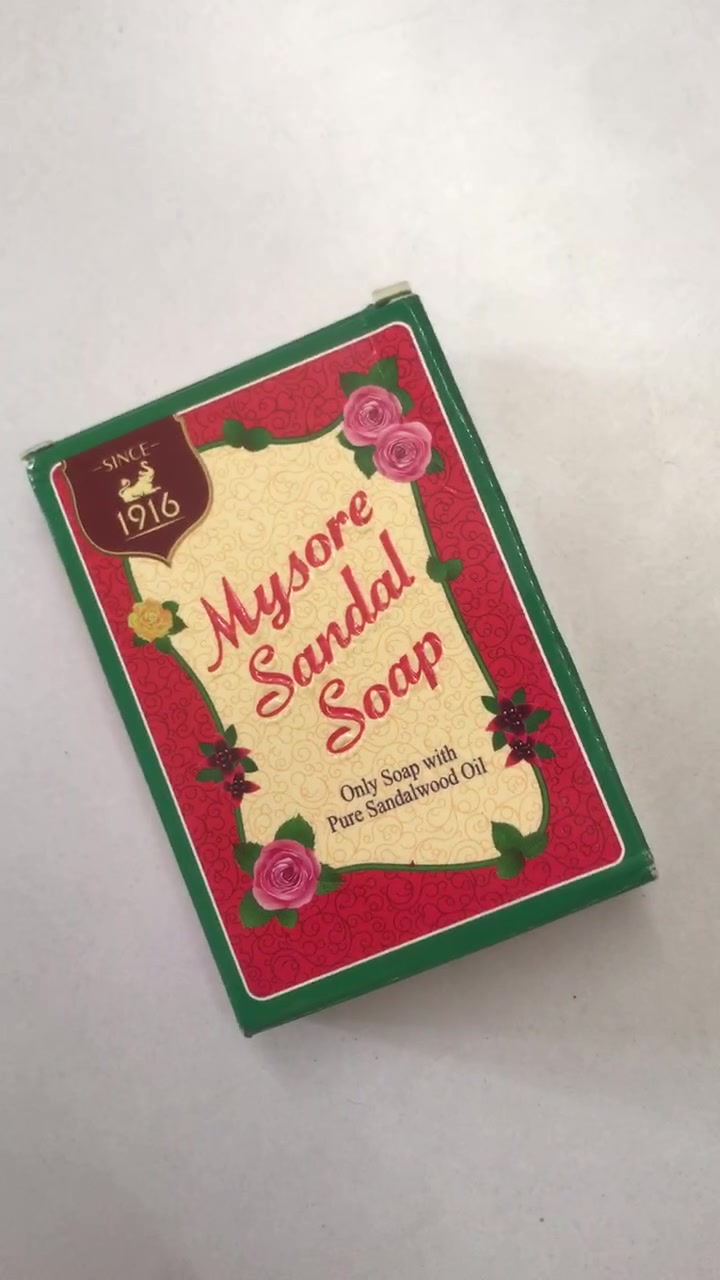 –SINCE–
1916
Mysore
Sandal
Soap
Only Soap with
Pure Sandalwood Oil